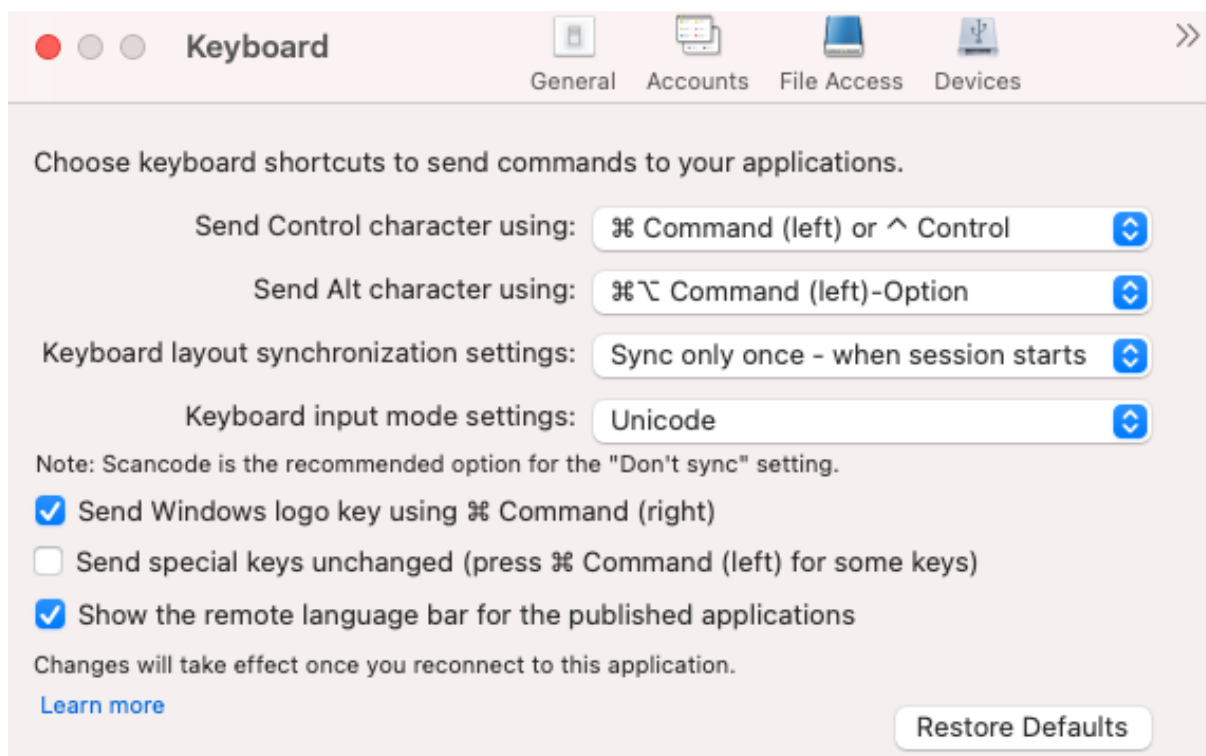 Keyboard
General
Accounts
File Access
Devices
Choose keyboard shortcuts to send commands to your applications.
Send Control character using: ⌘ Command (left) or ^ Control
Send Alt character using: ⌘⌥ Command (left)-Option
Keyboard layout synchronization settings: Sync only once - when session starts
Keyboard input mode settings: Unicode
Note: Scancode is the recommended option for the "Don't sync" setting.
Send Windows logo key using ⌘ Command (right)
Send special keys unchanged (press ⌘ Command (left) for some keys)
Show the remote language bar for the published applications
Changes will take effect once you reconnect to this application.
Learn more
Restore Defaults